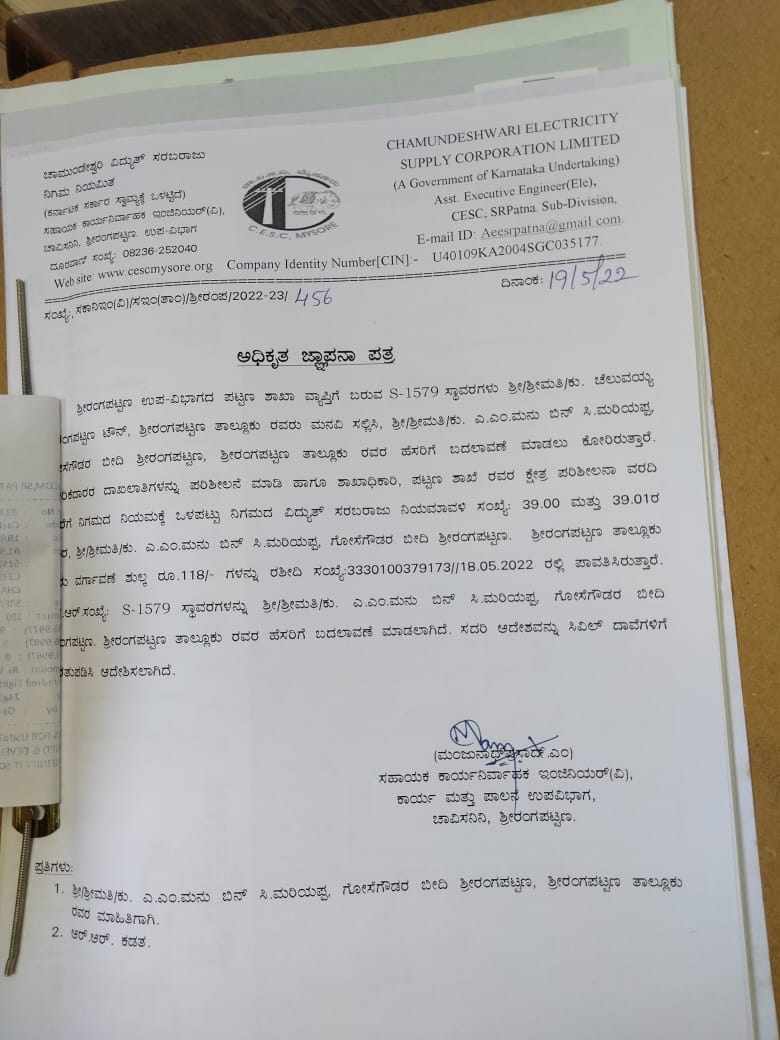 ಚಾಮುಂಡೇಶ್ವರಿ ವಿದ್ಯುತ್ ಸರಬರಾಜು
ನಿಗಮ ನಿಯಮಿತ
(ಕರ್ನಾಟಕ ಸರ್ಕಾರ ಸ್ವಾಮ್ಯಕ್ಕೆ ಒಳಟ್ಟಿದೆ)
ಸಹಾಯಕ ಕಾರ್ಯನಿರ್ವಾಹಕ ಇಂಜಿನಿಯರ್(ವಿ),
ಚಾವಿಸನಿನಿ, ಶ್ರೀರಂಗಪಟ್ಟಣ. ಉಪ-ವಿಭಾಗ
ದೂರವಾಣಿ ಸಂಖ್ಯೆ: 08236-252040
C.E.S.C, MYSORE
CHAMUNDESHWARI ELECTRICITY
SUPPLY CORPORATION LIMITED
(A Government of Karnataka Undertaking)
Asst. Executive Engineer(Ele),
CESC, SRPatna. Sub-Division,
E-mail ID: Aeesrpatna@gmail.com.
Web site: www.cescmysore.org Company Identity Number[CIN]:- U40109KA2004SGC035177
ಸಂಖ್ಯೆ:, ಸಕಾನಿಇಂ(ವಿ)/ಸಇಂ(ತಾಂ)/ಶ್ರೀರಂಪ/2022-23/ 456 ದಿನಾಂಕ: 19/5/22
ಅಧಿಕೃತ ಜ್ಞಾಪನಾ ಪತ್ರ
ಶ್ರೀರಂಗಪಟ್ಟಣ ಉಪ-ವಿಭಾಗದ ಪಟ್ಟಣ ಶಾಖಾ ವ್ಯಾಪ್ತಿಗೆ ಬರುವ S-1579 ಸ್ಥಾವರಗಳು ಶ್ರೀ/ಶ್ರೀಮತಿ/ಕು. ಚೆಲುವಯ್ಯ
ಂಗಪಟ್ಟಣ ಟೌನ್, ಶ್ರೀರಂಗಪಟ್ಟಣ ತಾಲ್ಲೂಕು ರವರು ಮನವಿ ಸಲ್ಲಿಸಿ, ಶ್ರೀ/ಶ್ರೀಮತಿ/ಕು. ಎ.ಎಂ.ಮನು ಬಿನ್ ಸಿ.ಮರಿಯಪ್ಪ,
ಸೆಗೌಡರ ಬೀದಿ ಶ್ರೀರಂಗಪಟ್ಟಣ, ಶ್ರೀರಂಗಪಟ್ಟಣ ತಾಲ್ಲೂಕು ರವರ ಹೆಸರಿಗೆ ಬದಲಾವಣೆ ಮಾಡಲು ಕೋರಿರುತ್ತಾರೆ.
ದಾಖಲಾತಿಗಳನ್ನು ಪರಿಶೀಲನೆ ಮಾಡಿ ಹಾಗೂ ಶಾಖಾಧಿಕಾರಿ, ಪಟ್ಟಣ ಶಾಖೆ ರವರ ಕ್ಷೇತ್ರ ಪರಿಶೀಲನಾ ವರದಿ
ನಿಗಮದ ನಿಯಮಕ್ಕೆ ಒಳಪಟ್ಟು ನಿಗಮದ ವಿದ್ಯುತ್ ಸರಬರಾಜು ನಿಯಮಾವಳಿ ಸಂಖ್ಯೆ: 39.00 ಮತ್ತು 39.01ರ
ರ, ಶ್ರೀ/ಶ್ರೀಮತಿ/ಕು. ಎ.ಎಂ.ಮನು ಬಿನ್ ಸಿ.ಮರಿಯಪ್ಪ, ಗೋಸೆಗೌಡರ ಬೀದಿ ಶ್ರೀರಂಗಪಟ್ಟಣ. ಶ್ರೀರಂಗಪಟ್ಟಣ ತಾಲ್ಲೂಕು
ವರ್ಗಾವಣೆ ಶುಲ್ಕ ರೂ.118/- ಗಳನ್ನು ರಶೀದಿ ಸಂಖ್ಯೆ:3330100379173//18.05.2022 ರಲ್ಲಿ ಪಾವತಿಸಿರುತ್ತಾರೆ.
.ಆರ್.ಸಂಖ್ಯೆ: S-1579 ಸ್ಥಾವರಗಳನ್ನು ಶ್ರೀ/ಶ್ರೀಮತಿ/ಕು. ಎ.ಎಂ.ಮನು ಬಿನ್ ಸಿ.ಮರಿಯಪ್ಪ, ಗೋಸೆಗೌಡರ ಬೀದಿ
ಂಗಪಟ್ಟಣ. ಶ್ರೀರಂಗಪಟ್ಟಣ ತಾಲ್ಲೂಕು ರವರ ಹೆಸರಿಗೆ ಬದಲಾವಣೆ ಮಾಡಲಾಗಿದೆ. ಸದರಿ ಆದೇಶವನ್ನು ಸಿವಿಲ್ ದಾವೆಗಳಿಗೆ
ತುಪಡಿಸಿ ಆದೇಶಿಸಲಾಗಿದೆ.
(ಮಂಜುನಾಥ್‌ಪ್ರಸಾದ್.ಎಂ)
ಸಹಾಯಕ ಕಾರ್ಯನಿರ್ವಾಹಕ ಇಂಜಿನಿಯರ್(ವಿ),
ಕಾರ್ಯ ಮತ್ತು ಪಾಲನೆ ಉಪವಿಭಾಗ,
ಚಾವಿಸನಿನಿ, ಶ್ರೀರಂಗಪಟ್ಟಣ.
ಪ್ರತಿಗಳು:
1. ಶ್ರೀ/ಶ್ರೀಮತಿ/ಕು. ಎ.ಎಂ.ಮನು ಬಿನ್ ಸಿ.ಮರಿಯಪ್ಪ, ಗೋಸೆಗೌಡರ ಬೀದಿ ಶ್ರೀರಂಗಪಟ್ಟಣ, ಶ್ರೀರಂಗಪಟ್ಟಣ ತಾಲ್ಲೂಕು
ರವರ ಮಾಹಿತಿಗಾಗಿ.
2. ಆರ್.ಆರ್. ಕಡತ.